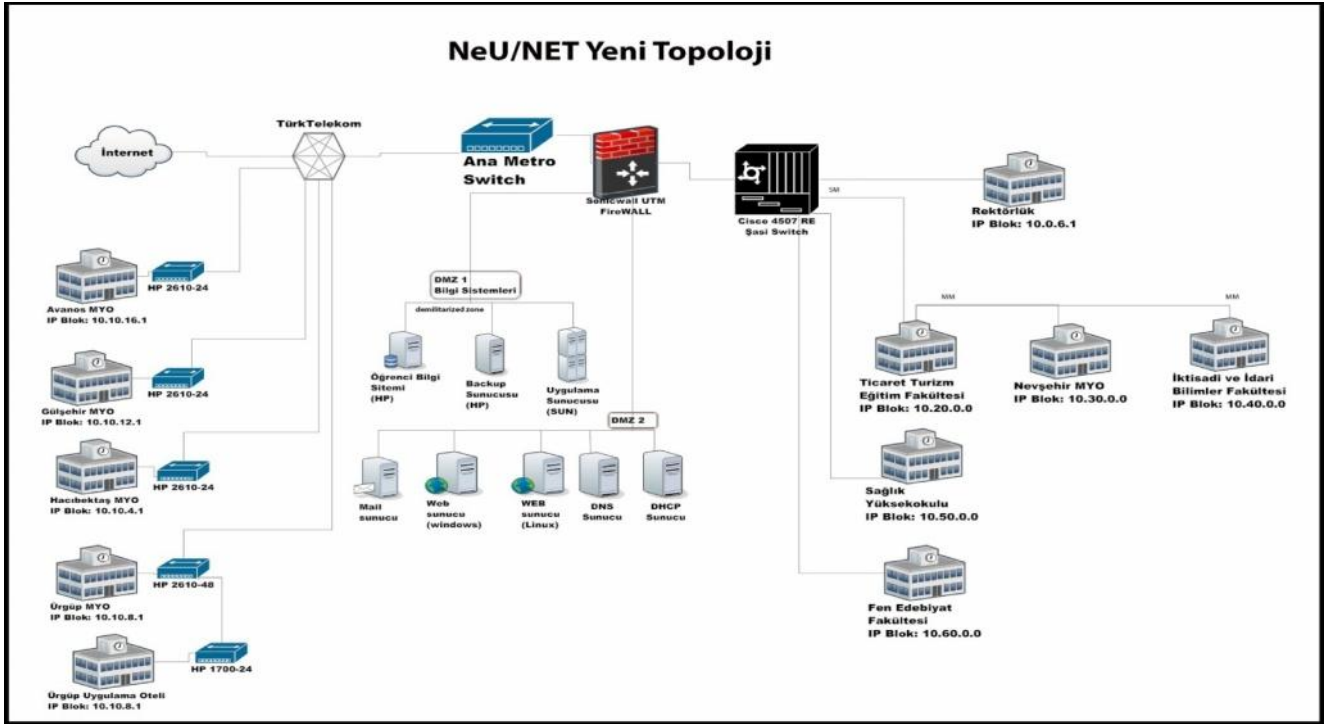 NeU/NET Yeni Topoloji
TürkTelekom
İnternet
Ana Metro
Switch
Sonicwall UTM
FireWALL
Cisco 4507 RE
Şasi Switch
SM
Rektörlük
IP Blok: 10.0.6.1
HP 2610-24
Avanos MYO
IP Blok: 10.10.16.1
DMZ 1
Bilgi Sistemleri
demilitarized zone
MM
MM
Öğrenci Bilgi
Sitemi
(HP)
Backup
Sunucusu
(HP)
Uygulama
Sunucusu
(SUN)
Ticaret Turizm
Eğitim Fakültesi
IP Blok: 10.20.0.0
Nevşehir MYO
IP Blok: 10.30.0.0
İktisadi ve İdari
Bilimler Fakültesi
IP Blok: 10.40.0.0
HP 2610-24
Gülşehir MYO
IP Blok: 10.10.12.1
DMZ 2
HP 2610-24
Hacıbektaş MYO
IP Blok: 10.10.4.1
Mail
sunucu
Web
sunucu
(windows)
WEB
sunucu
(Linux)
DNS
Sunucu
DHCP
Sunucu
Sağlık
Yüksekokulu
IP Blok: 10.50.0.0
HP 2610-48
Ürgüp MYO
IP Blok: 10.10.8.1
Fen Edebiyat
Fakültesi
IP Blok: 10.60.0.0
HP 1700-24
Ürgüp Uygulama Oteli
IP Blok: 10.10.8.1